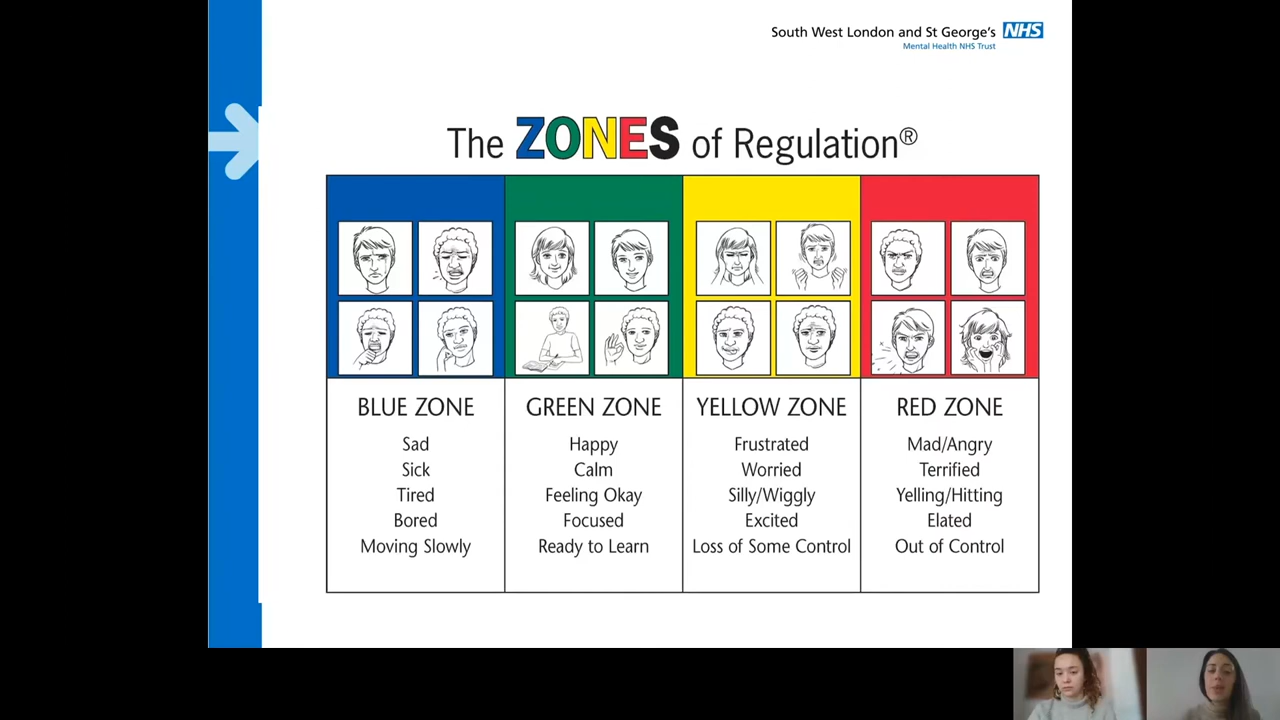 South West London and St George's NHS
Mental Health NHS Trust
The ZONES of Regulation®
BLUE ZONE
Sad
Sick
Tired
Bored
Moving Slowly
GREEN ZONE
Happy
Calm
Feeling Okay
Focused
Ready to Learn
YELLOW ZONE
Frustrated
Worried
Silly/Wiggly
Excited
Loss of Some Control
RED ZONE
Mad/Angry
Terrified
Yelling/Hitting
Elated
Out of Control